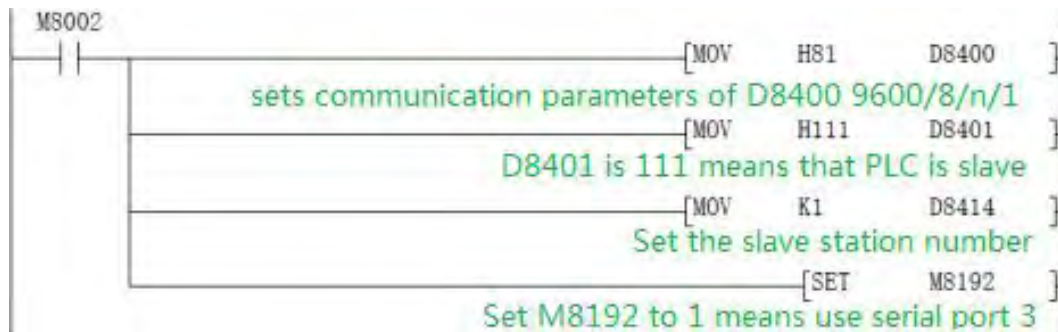 M8002
[MOV H81 D8400 ]
sets communication parameters of D8400 9600/8/n/1
[MOV H111 D8401 ]
D8401 is 111 means that PLC is slave
[MOV K1 D8414 ]
Set the slave station number
[SET M8192 ]
Set M8192 to 1 means use serial port 3